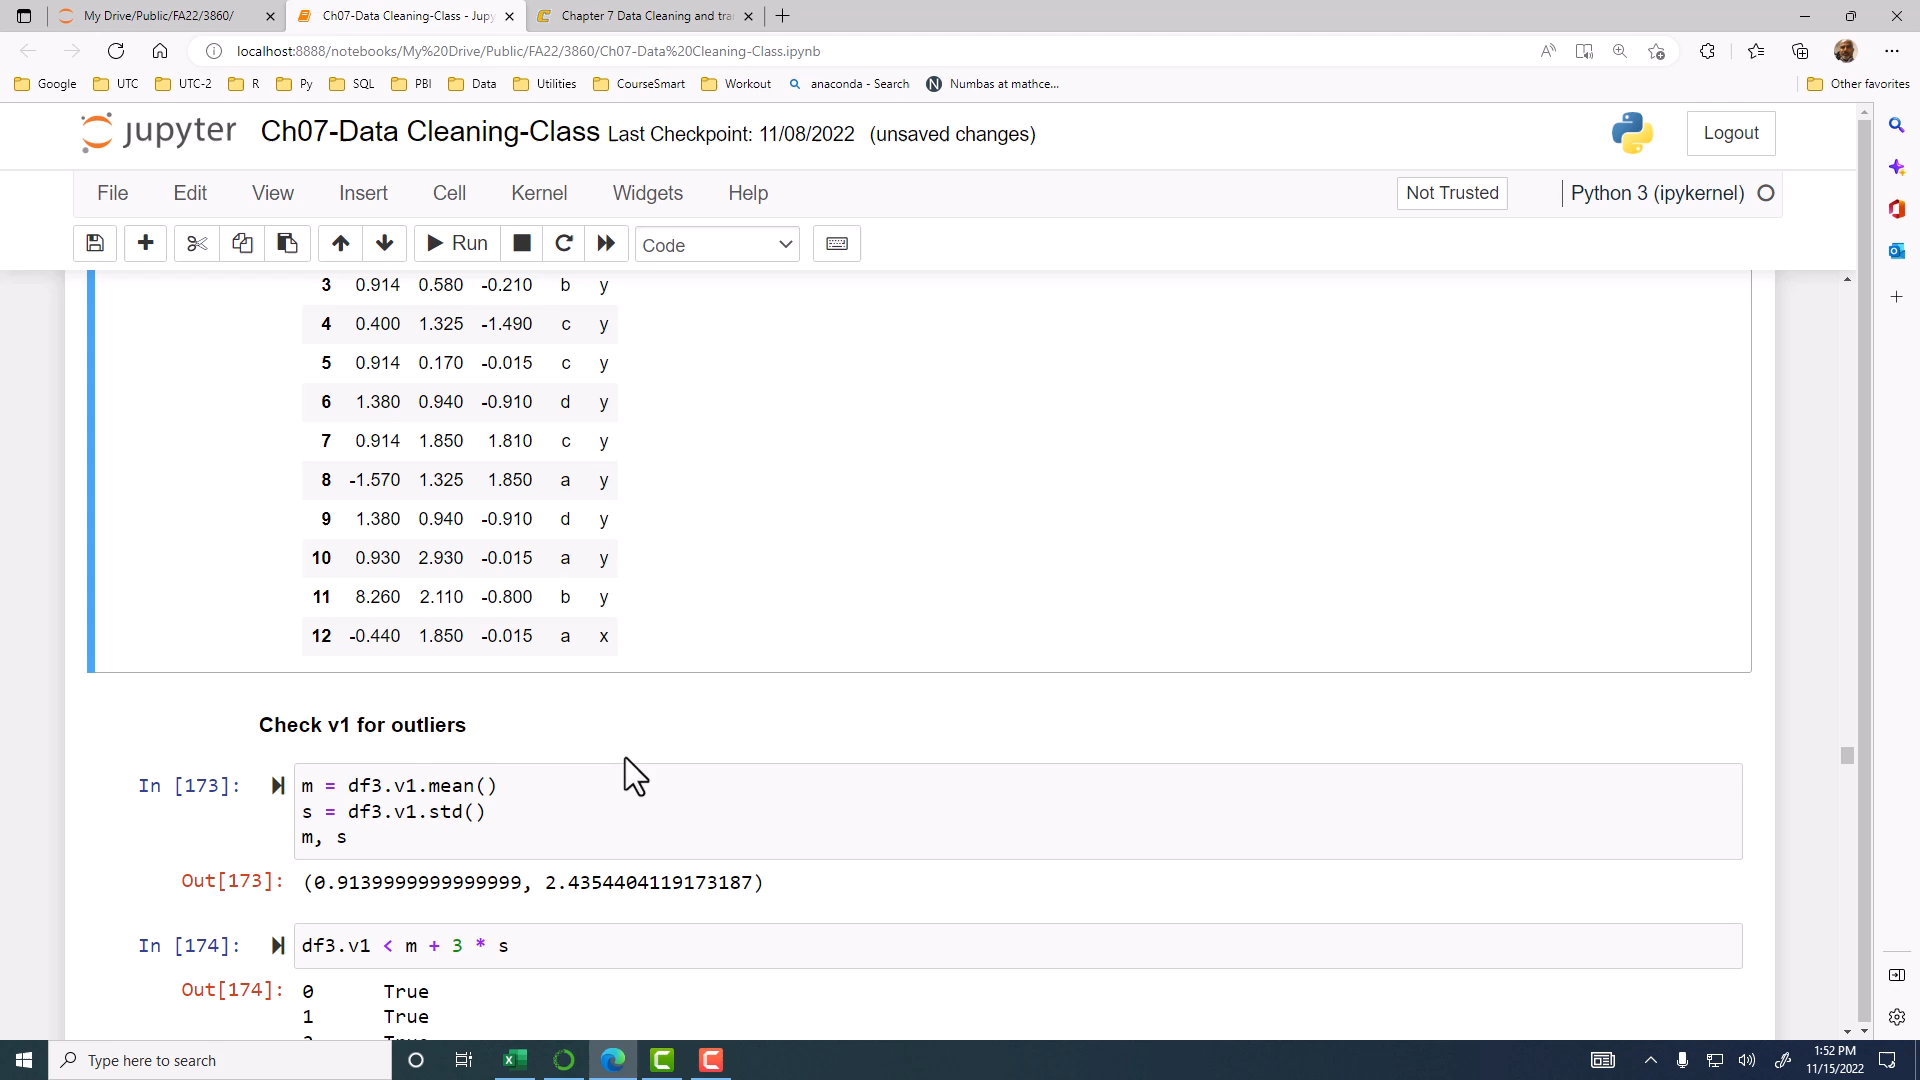 My Drive/Public/FA22/3860/
Ch07-Data Cleaning-Class - Jupy
Chapter 7 Data Cleaning and tra
localhost:8888/notebooks/My%20Drive/Public/FA22/3860/Ch07-Data%20Cleaning-Class.ipynb
Google UTC UTC-2 R Py SQL PBI Data Utilities CourseSmart Workout anaconda - Search Numbas at mathce... Other favorites
jupyter Ch07-Data Cleaning-Class Last Checkpoint: 11/08/2022 (unsaved changes) Logout
File Edit View Insert Cell Kernel Widgets Help Not Trusted Python 3 (ipykernel)
Run Code
3 0.914 0.580 -0.210 b y
4 0.400 1.325 -1.490 c y
5 0.914 0.170 -0.015 c y
6 1.380 0.940 -0.910 d y
7 0.914 1.850 1.810 c y
8 -1.570 1.325 1.850 a y
9 1.380 0.940 -0.910 d y
10 0.930 2.930 -0.015 a y
11 8.260 2.110 -0.800 b y
12 -0.440 1.850 -0.015 a x
Check v1 for outliers
In [173]: m = df3.v1.mean()
s = df3.v1.std()
m, s
Out[173]: (0.9139999999999999, 2.4354404119173187)
In [174]: df3.v1 < m + 3 * s
Out[174]: 0 True
1 True
Type here to search
1:52 PM
11/15/2022